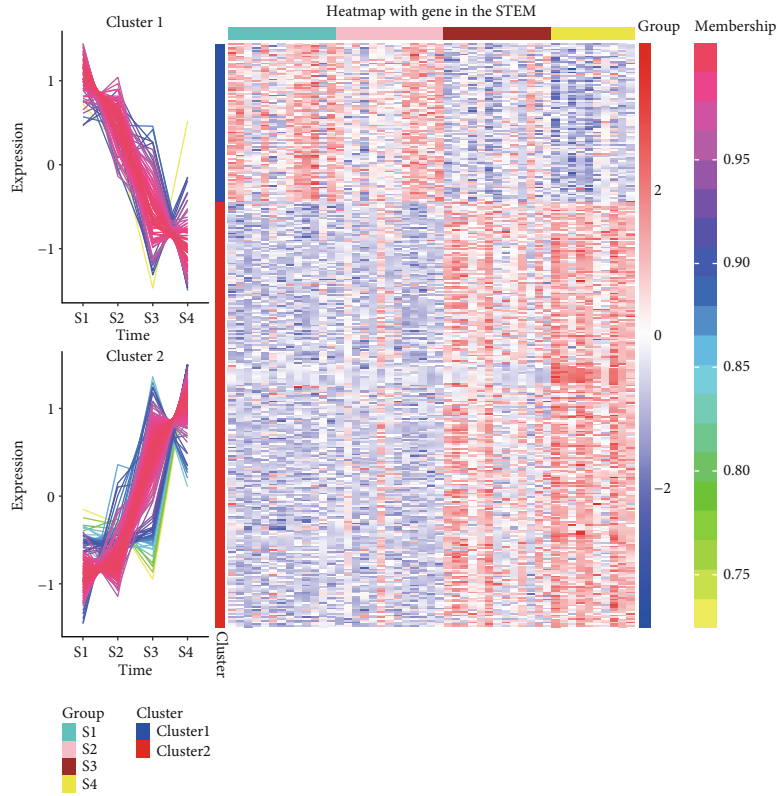 Heatmap with gene in the STEM
Cluster 1
Expression
1
0
−1
S1 S2 S3 S4
Time
Cluster 2
Expression
1
0
−1
S1 S2 S3 S4
Time
Cluster
Group
2
0
−2
Membership
0.95
0.90
0.85
0.80
0.75
Group
S1
S2
S3
S4
Cluster
Cluster1
Cluster2